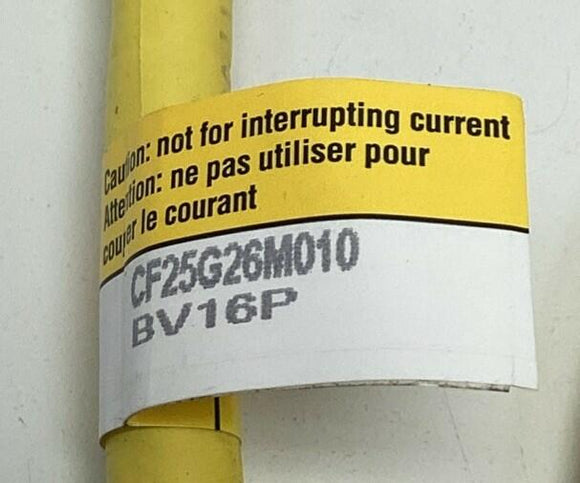 Caution: not for interrupting current
Attention: ne pas utiliser pour
couper le courant
CF25G26M010
BV16P